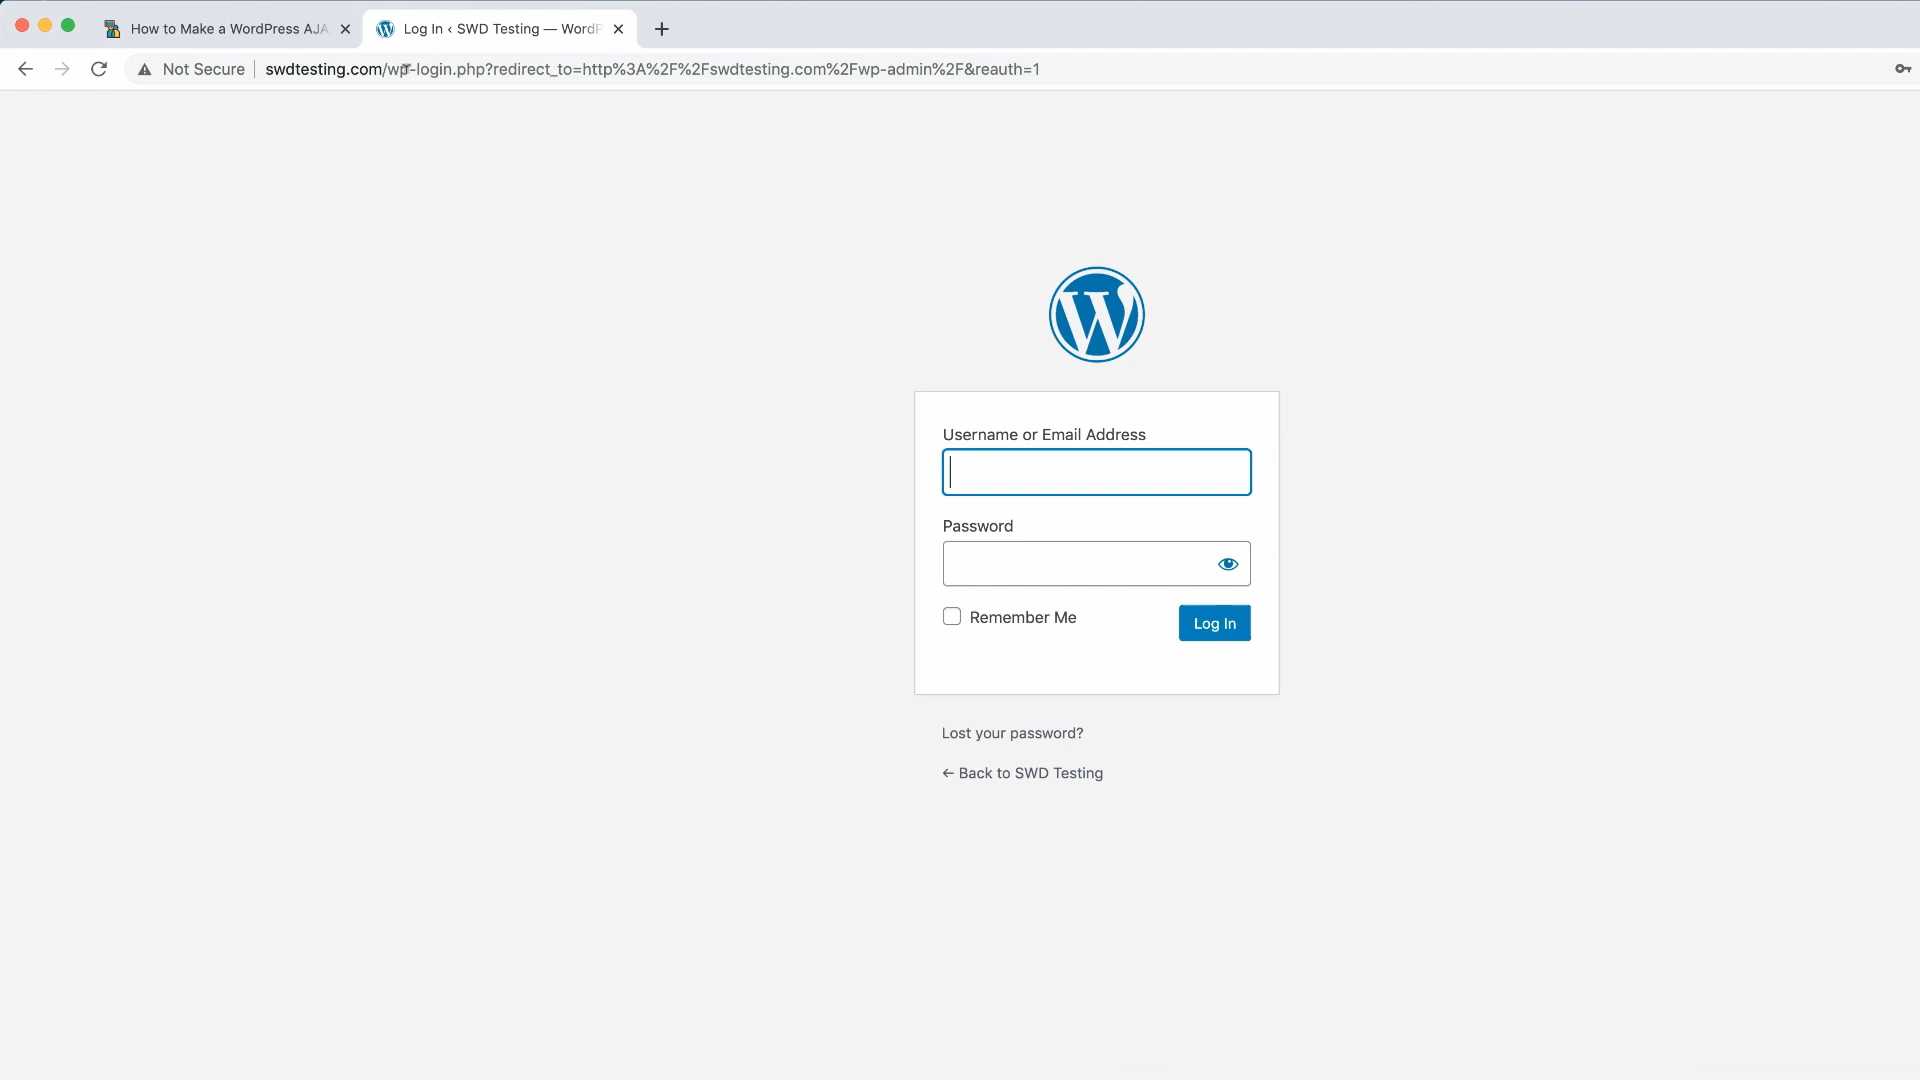 How to Make a WordPress AJA
Log In ‹ SWD Testing — WordP
Not Secure
swdtesting.com/wp-login.php?redirect_to=http%3A%2F%2Fswdtesting.com%2Fwp-admin%2F&reauth=1
Username or Email Address
Password
Remember Me
Log In
Lost your password?
← Back to SWD Testing